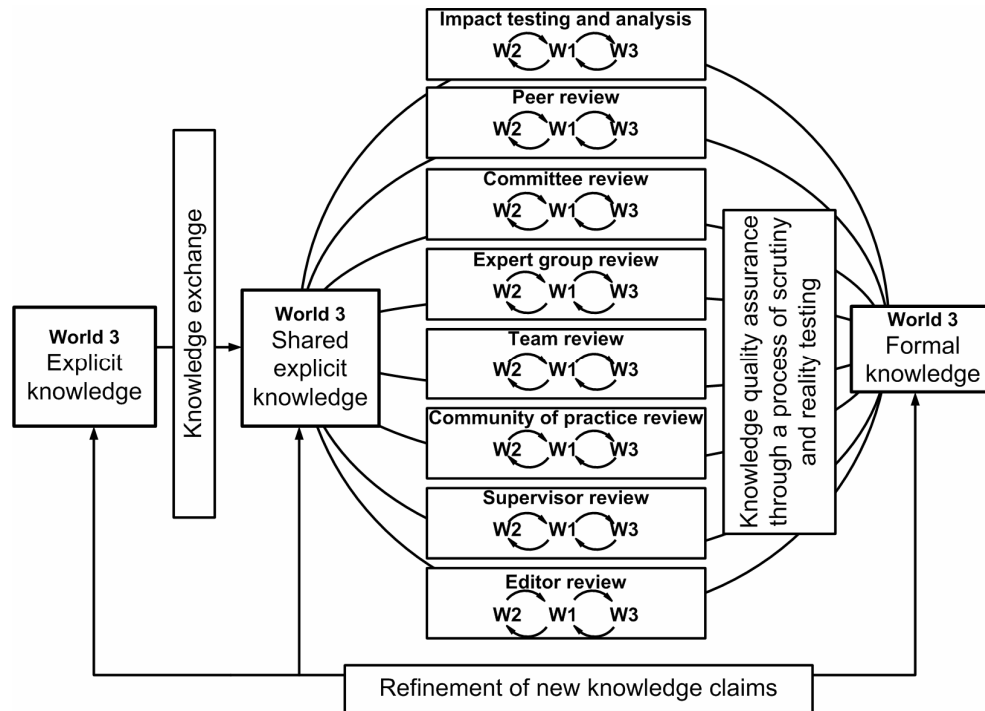 World 3
Explicit
knowledge
Knowledge exchange
World 3
Shared
explicit
knowledge
Impact testing and analysis
W2 W1 W3
Peer review
W2 W1 W3
Committee review
W2 W1 W3
Expert group review
W2 W1 W3
Team review
W2 W1 W3
Community of practice review
W2 W1 W3
Supervisor review
W2 W1 W3
Editor review
W2 W1 W3
Knowledge quality assurance
through a process of scrutiny
and reality testing
World 3
Formal
knowledge
Refinement of new knowledge claims